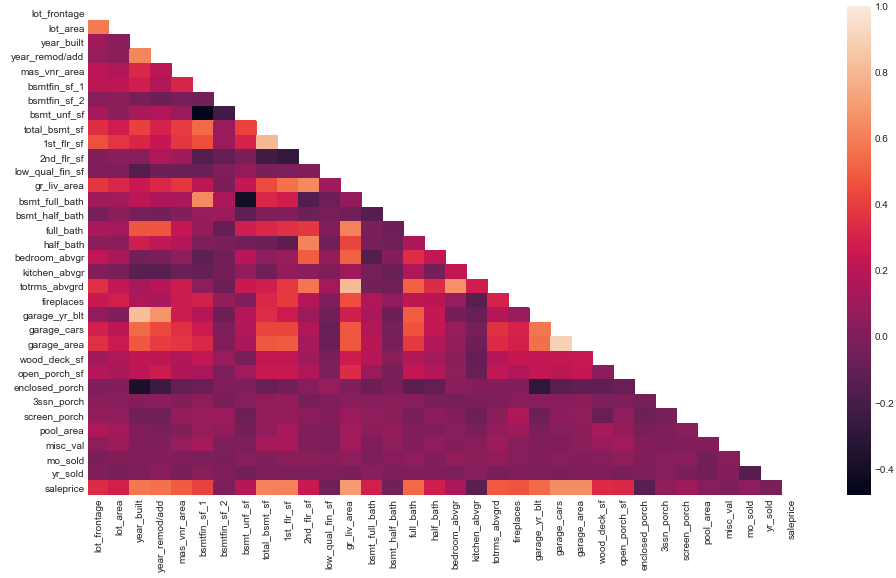 lot_frontage
lot_area
year_built
year_remod/add
mas_vnr_area
bsmtfin_sf_1
bsmtfin_sf_2
bsmt_unf_sf
total_bsmt_sf
1st_flr_sf
2nd_flr_sf
low_qual_fin_sf
gr_liv_area
bsmt_full_bath
bsmt_half_bath
full_bath
half_bath
bedroom_abvgr
kitchen_abvgr
totrms_abvgrd
fireplaces
garage_yr_blt
garage_cars
garage_area
wood_deck_sf
open_porch_sf
enclosed_porch
3ssn_porch
screen_porch
pool_area
misc_val
mo_sold
yr_sold
saleprice
lot_frontage
lot_area
year_built
year_remod/add
mas_vnr_area
bsmtfin_sf_1
bsmtfin_sf_2
bsmt_unf_sf
total_bsmt_sf
1st_flr_sf
2nd_flr_sf
low_qual_fin_sf
gr_liv_area
bsmt_full_bath
bsmt_half_bath
full_bath
half_bath
bedroom_abvgr
kitchen_abvgr
totrms_abvgrd
fireplaces
garage_yr_blt
garage_cars
garage_area
wood_deck_sf
open_porch_sf
enclosed_porch
3ssn_porch
screen_porch
pool_area
misc_val
mo_sold
yr_sold
saleprice
1.0
0.8
0.6
0.4
0.2
0.0
−0.2
−0.4